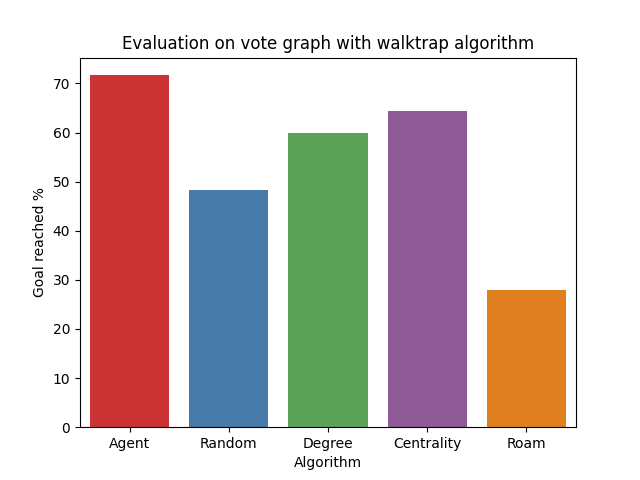 Evaluation on vote graph with walktrap algorithm
Goal reached %
70
60
50
40
30
20
10
0
Agent Random Degree Centrality Roam
Algorithm